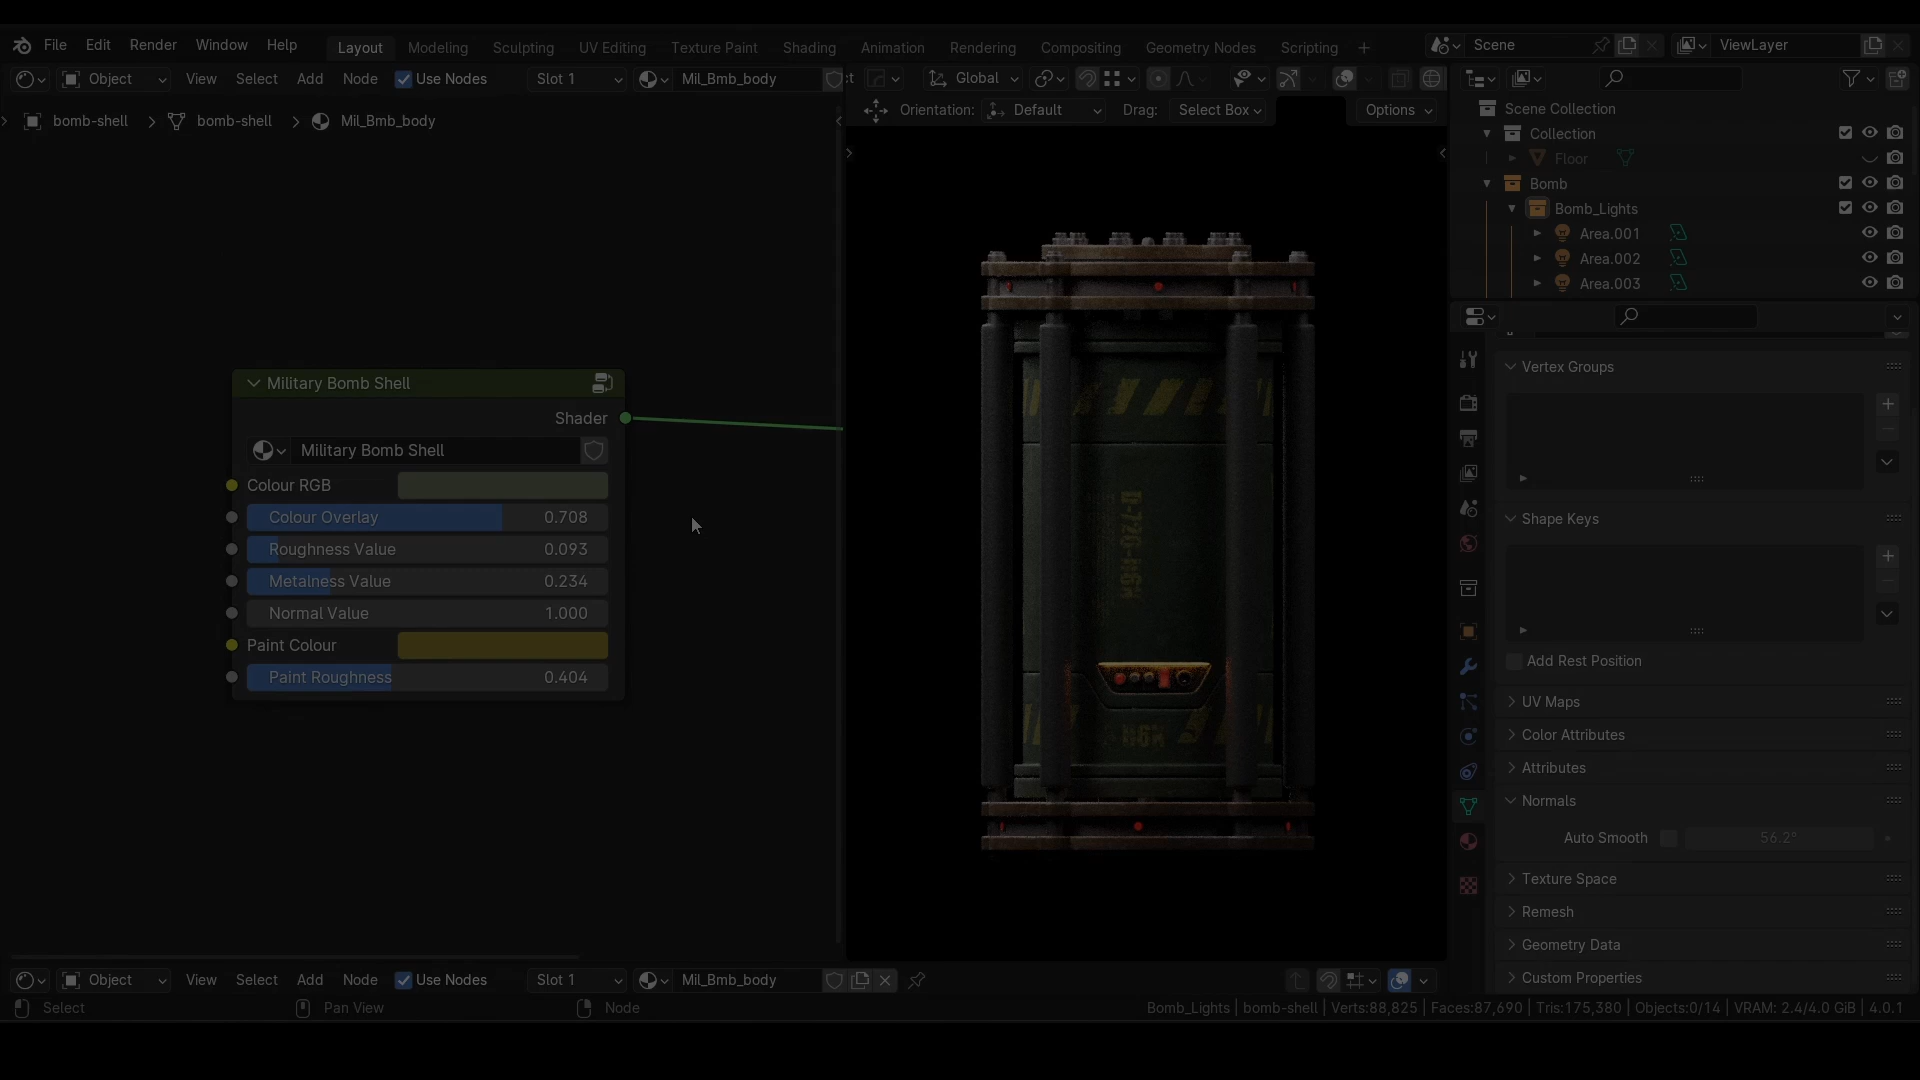 File Edit Render Window Help Layout Modeling Sculpting UV Editing Texture Paint Shading Animation Rendering Compositing Geometry Nodes Scripting + Scene ViewLayer
Object View Select Add Node Use Nodes Slot 1 Mil_Bmb_body ct Global
Orientation: Default Drag: Select Box Options
bomb-shell > bomb-shell > Mil_Bmb_body
Scene Collection
Collection
Floor
Bomb
Bomb_Lights
Area.001
Area.002
Area.003
Military Bomb Shell
Shader
Military Bomb Shell
Colour RGB
Colour Overlay 0.708
Roughness Value 0.093
Metalness Value 0.234
Normal Value 1.000
Paint Colour
Paint Roughness 0.404
Vertex Groups
Shape Keys
Add Rest Position
UV Maps
Color Attributes
Attributes
Normals
Auto Smooth 56.2°
Texture Space
Remesh
Geometry Data
Custom Properties
Object View Select Add Node Use Nodes Slot 1 Mil_Bmb_body
Select Pan View Node
Bomb_Lights | bomb-shell | Verts:88,825 | Faces:87,690 | Tris:175,380 | Objects:0/14 | VRAM: 2.4/4.0 GiB | 4.0.1